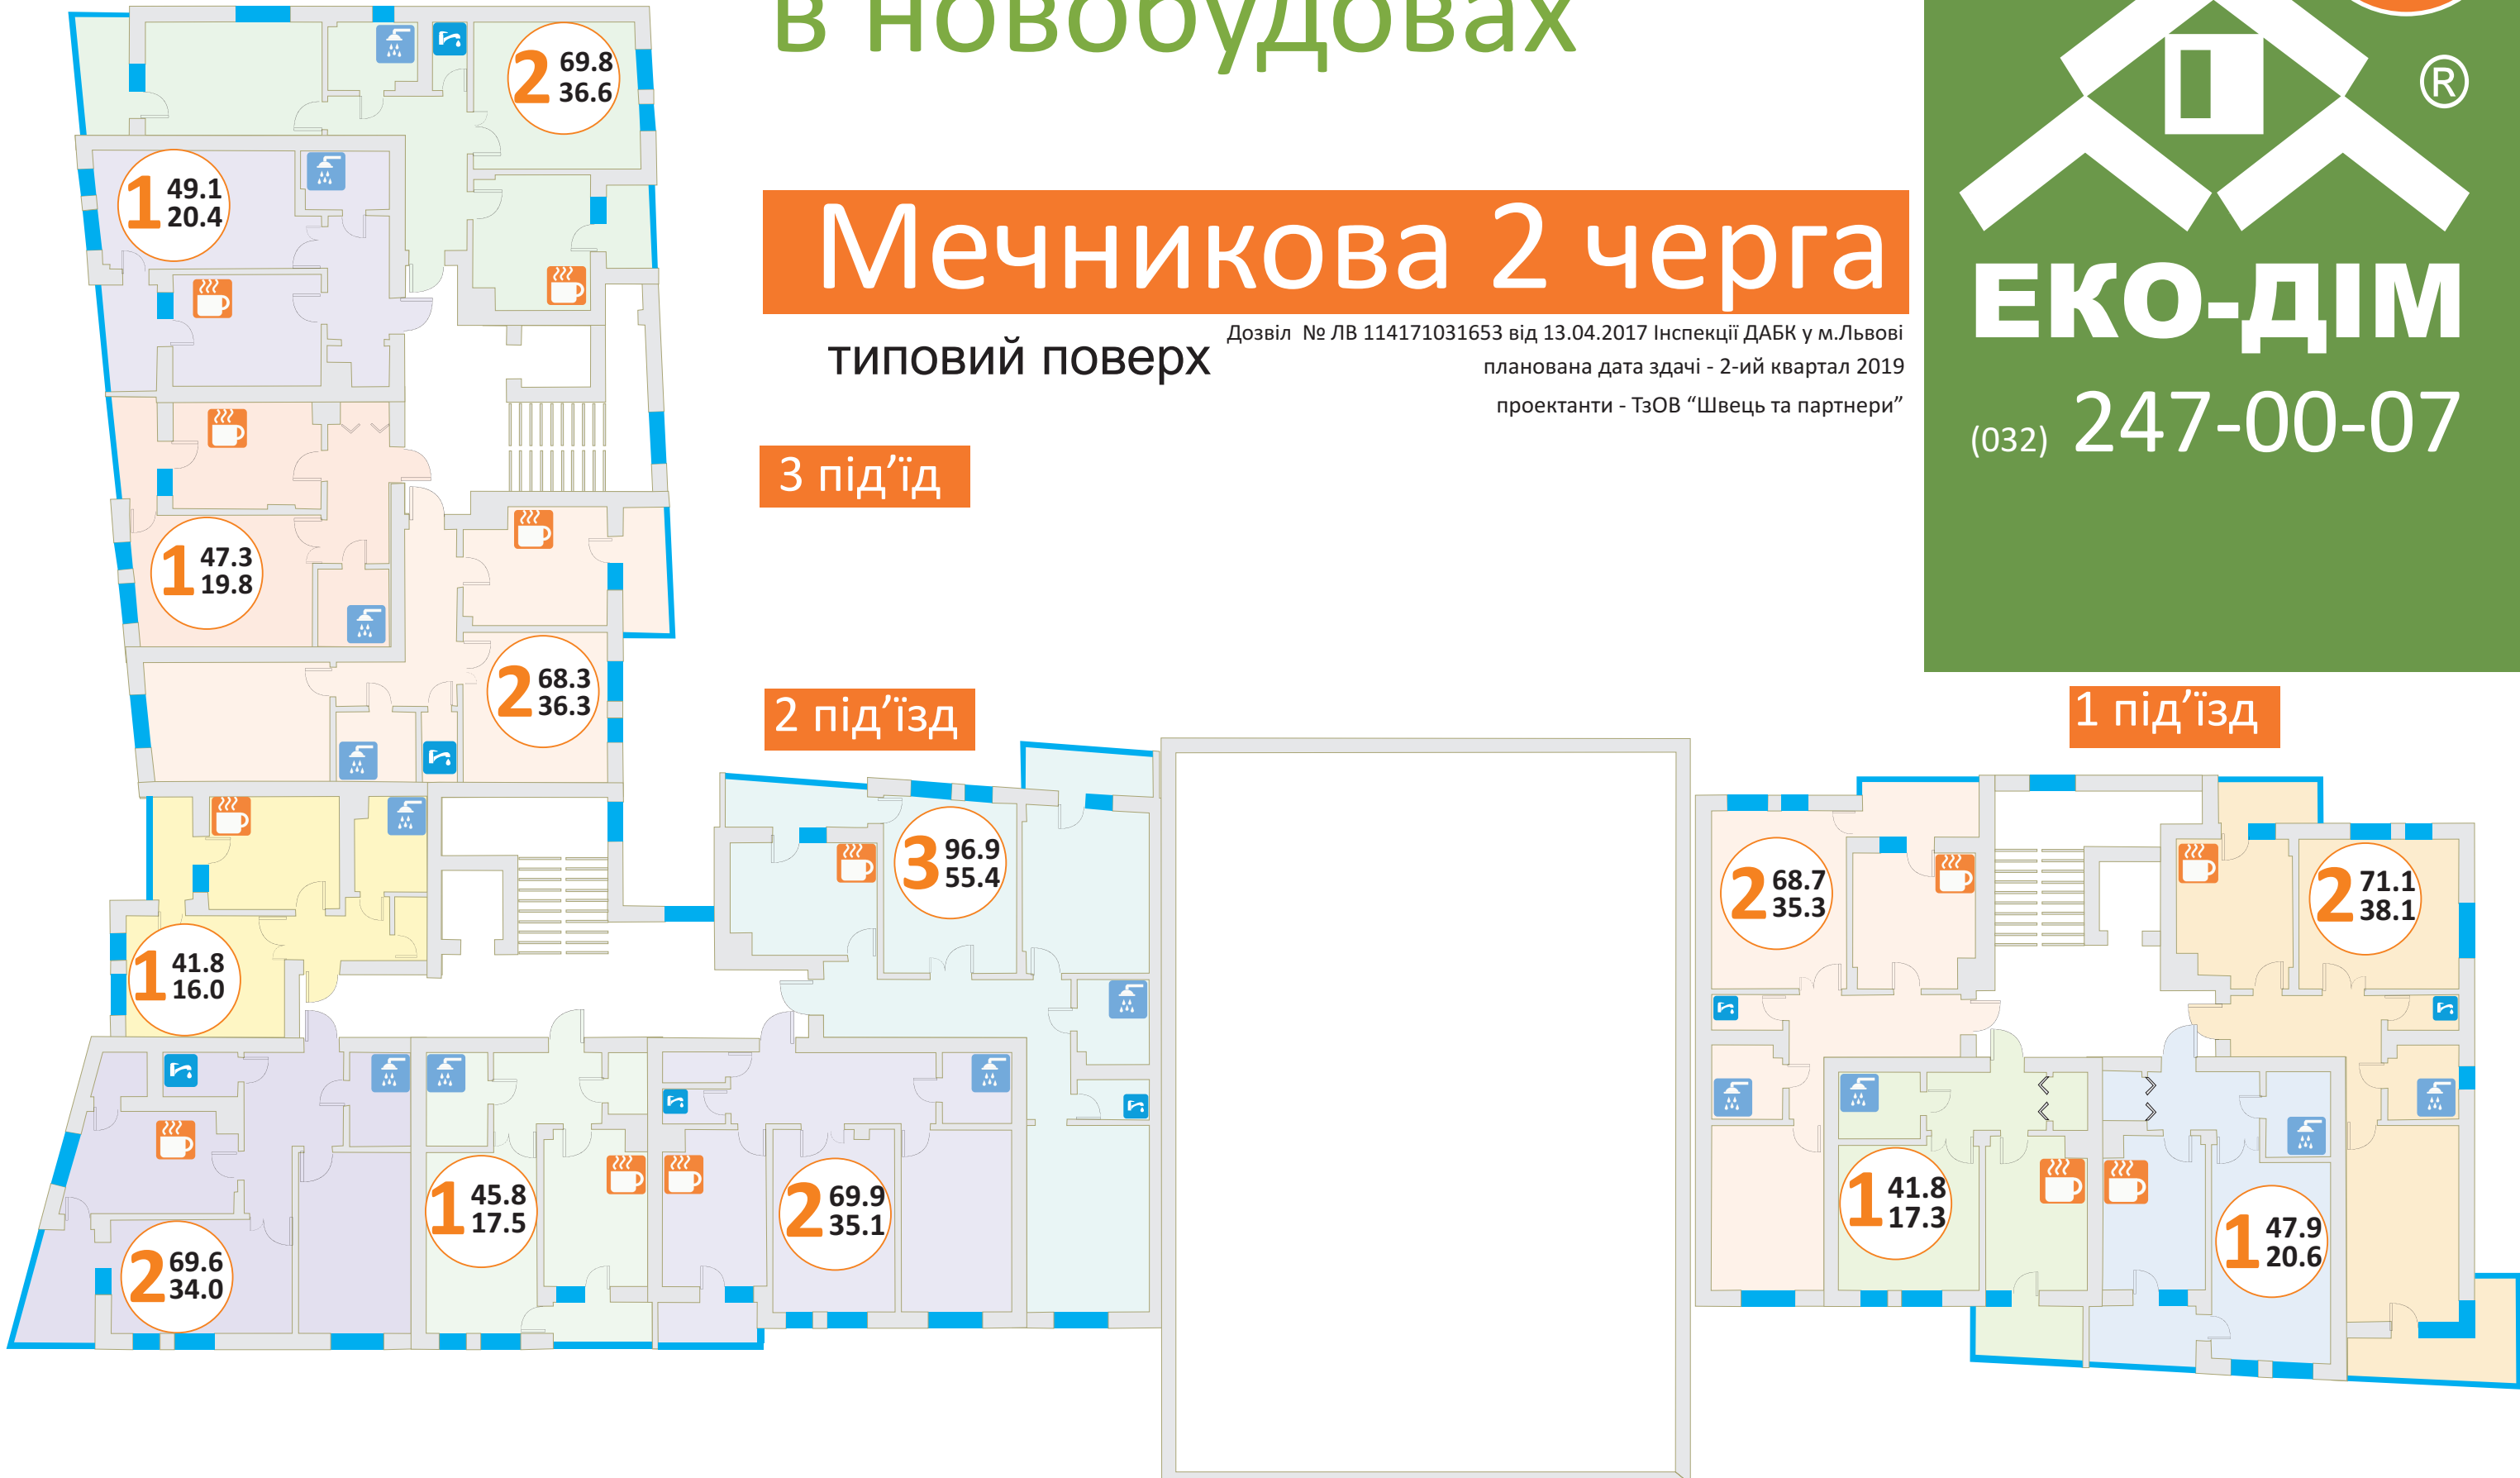 в новобудовах
Мечникова 2 черга
типовий поверх
Дозвіл № ЛВ 114171031653 від 13.04.2017 Інспекції ДАБК у м.Львові
планована дата здачі - 2-ий квартал 2019
проектанти - ТзОВ “Швець та партнери”
®
ЕКО-ДІМ
(032) 247-00-07
3 під’їд
2 69.8
36.6
1 49.1
20.4
1 47.3
19.8
2 68.3
36.3
2 під’їзд
1 41.8
16.0
3 96.9
55.4
2 69.6
34.0
1 45.8
17.5
2 69.9
35.1
1 під’їзд
2 68.7
35.3
2 71.1
38.1
1 41.8
17.3
1 47.9
20.6